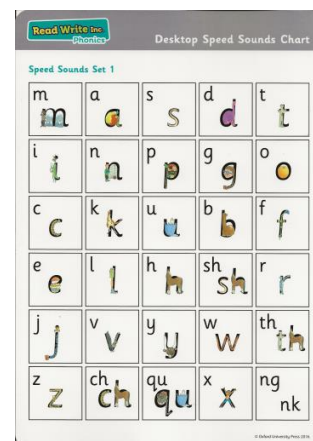 Read Write Inc.
Phonics
Desktop Speed Sounds Chart
Speed Sounds Set 1
m a s d t
m a s d t
i n p g o
i n p g o
c k u b f
c k u b f
e l h sh r
e l h sh r
j v y w th
j v y w th
z ch qu x ng
z ch qu x nk
© Oxford University Press 2016